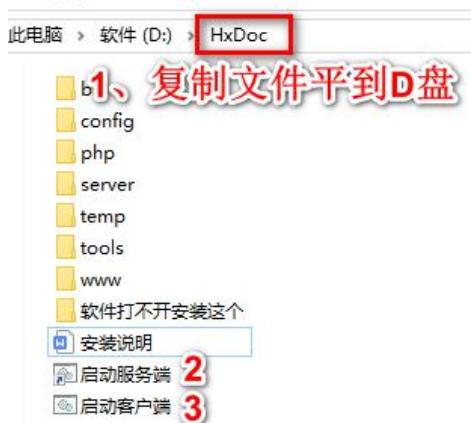 此电脑 › 软件 (D:) › HxDoc
1、复制文件平到D盘
config
php
server
temp
tools
www
软件打不开安装这个
安装说明
启动服务端 2
启动客户端 3